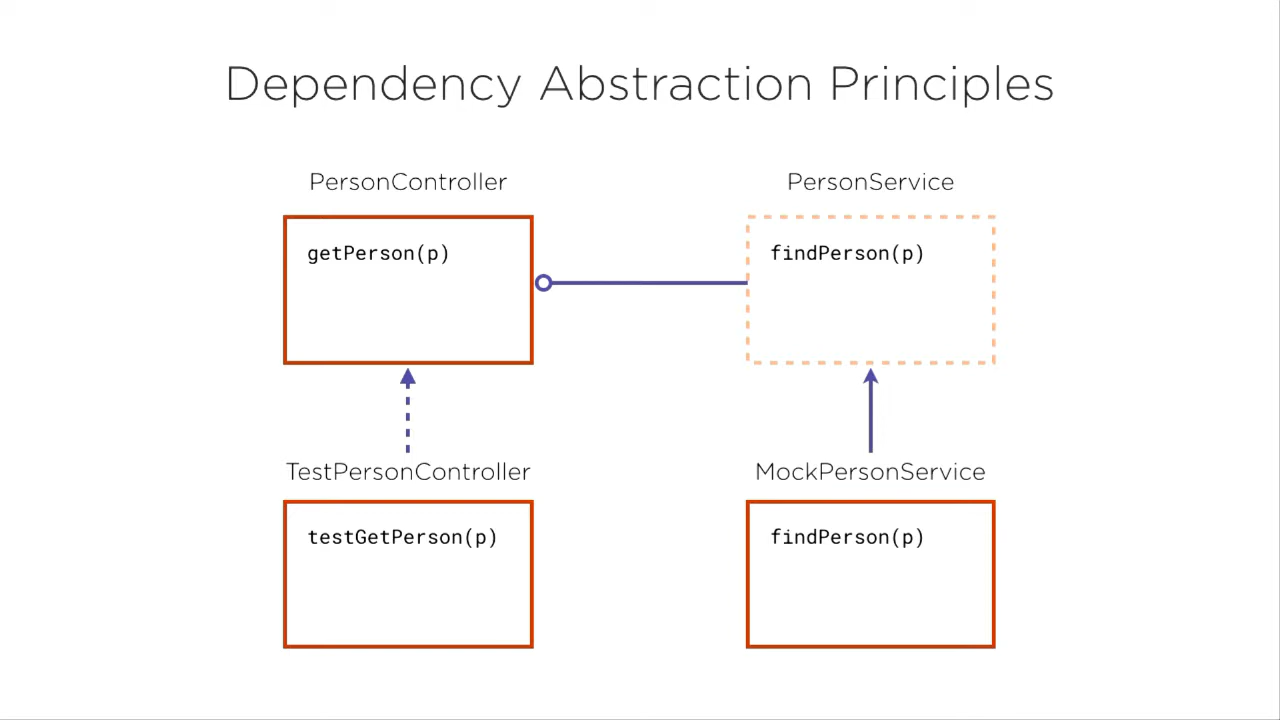 Dependency Abstraction Principles
PersonController
PersonService
getPerson(p)
findPerson(p)
TestPersonController
MockPersonService
testGetPerson(p)
findPerson(p)